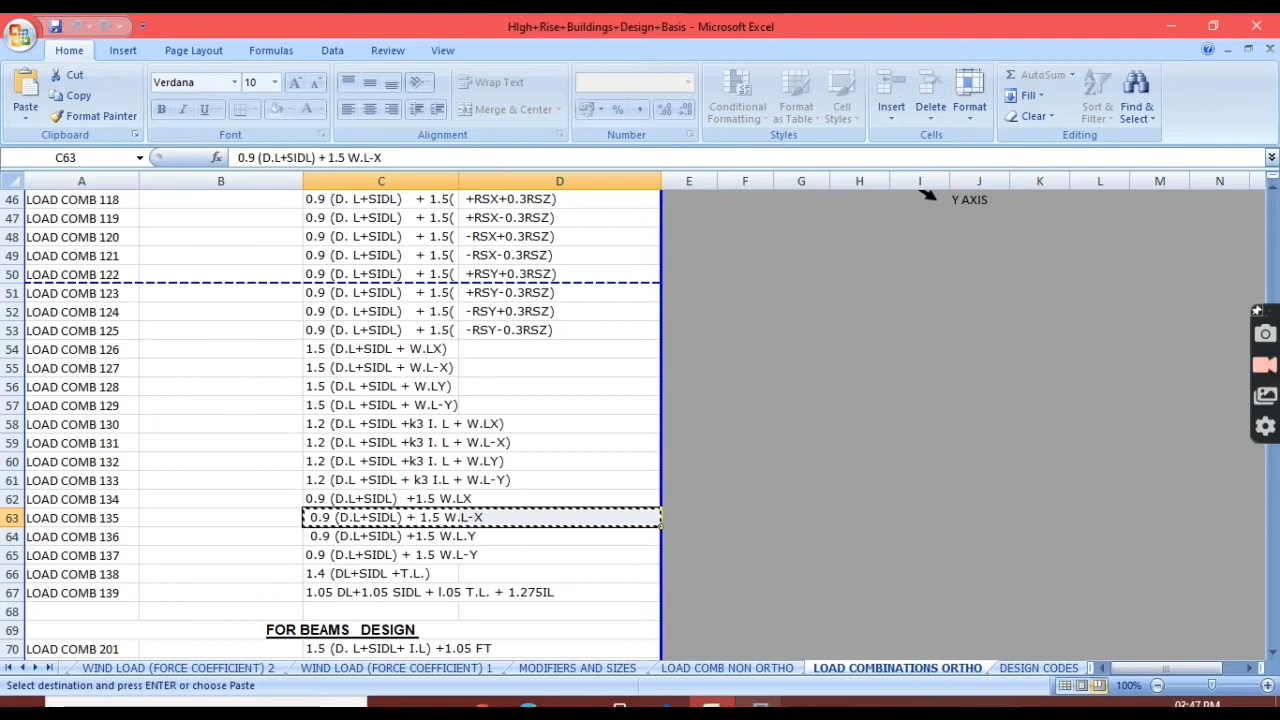 HIgh+Rise+Buildings+Design+Basis - Microsoft Excel
Home Insert Page Layout Formulas Data Review View
Paste Cut Copy Format Painter Clipboard
Verdana 10 B I U Font
Wrap Text Merge & Center Alignment
% , Number
Conditional Formatting Format as Table Cell Styles Styles
Insert Delete Format Cells
Σ AutoSum Fill Clear Sort & Filter Find & Select Editing
C63 fx 0.9 (D.L+SIDL) + 1.5 W.L-X
A B C D E F G H I J K L M N
46 LOAD COMB 118 0.9 (D. L+SIDL) + 1.5( +RSX+0.3RSZ) Y AXIS
47 LOAD COMB 119 0.9 (D. L+SIDL) + 1.5( +RSX-0.3RSZ)
48 LOAD COMB 120 0.9 (D. L+SIDL) + 1.5( -RSX+0.3RSZ)
49 LOAD COMB 121 0.9 (D. L+SIDL) + 1.5( -RSX-0.3RSZ)
50 LOAD COMB 122 0.9 (D. L+SIDL) + 1.5( +RSY+0.3RSZ)
51 LOAD COMB 123 0.9 (D. L+SIDL) + 1.5( +RSY-0.3RSZ)
52 LOAD COMB 124 0.9 (D. L+SIDL) + 1.5( -RSY+0.3RSZ)
53 LOAD COMB 125 0.9 (D. L+SIDL) + 1.5( -RSY-0.3RSZ)
54 LOAD COMB 126 1.5 (D.L+SIDL + W.LX)
55 LOAD COMB 127 1.5 (D.L+SIDL + W.L-X)
56 LOAD COMB 128 1.5 (D.L +SIDL + W.LY)
57 LOAD COMB 129 1.5 (D.L +SIDL + W.L-Y)
58 LOAD COMB 130 1.2 (D.L +SIDL +k3 I. L + W.LX)
59 LOAD COMB 131 1.2 (D.L +SIDL +k3 I. L + W.L-X)
60 LOAD COMB 132 1.2 (D.L +SIDL +k3 I. L + W.LY)
61 LOAD COMB 133 1.2 (D.L +SIDL + k3 I.L + W.L-Y)
62 LOAD COMB 134 0.9 (D.L+SIDL) +1.5 W.LX
63 LOAD COMB 135 0.9 (D.L+SIDL) + 1.5 W.L-X
64 LOAD COMB 136 0.9 (D.L+SIDL) +1.5 W.L.Y
65 LOAD COMB 137 0.9 (D.L+SIDL) + 1.5 W.L-Y
66 LOAD COMB 138 1.4 (DL+SIDL +T.L.)
67 LOAD COMB 139 1.05 DL+1.05 SIDL + l.05 T.L. + 1.275IL
68
69 FOR BEAMS DESIGN
70 LOAD COMB 201 1.5 (D. L+SIDL+ I.L) +1.05 FT
WIND LOAD (FORCE COEFFICIENT) 2 WIND LOAD (FORCE COEFFICIENT) 1 MODIFIERS AND SIZES LOAD COMB NON ORTHO LOAD COMBINATIONS ORTHO DESIGN CODES
Select destination and press ENTER or choose Paste 100%